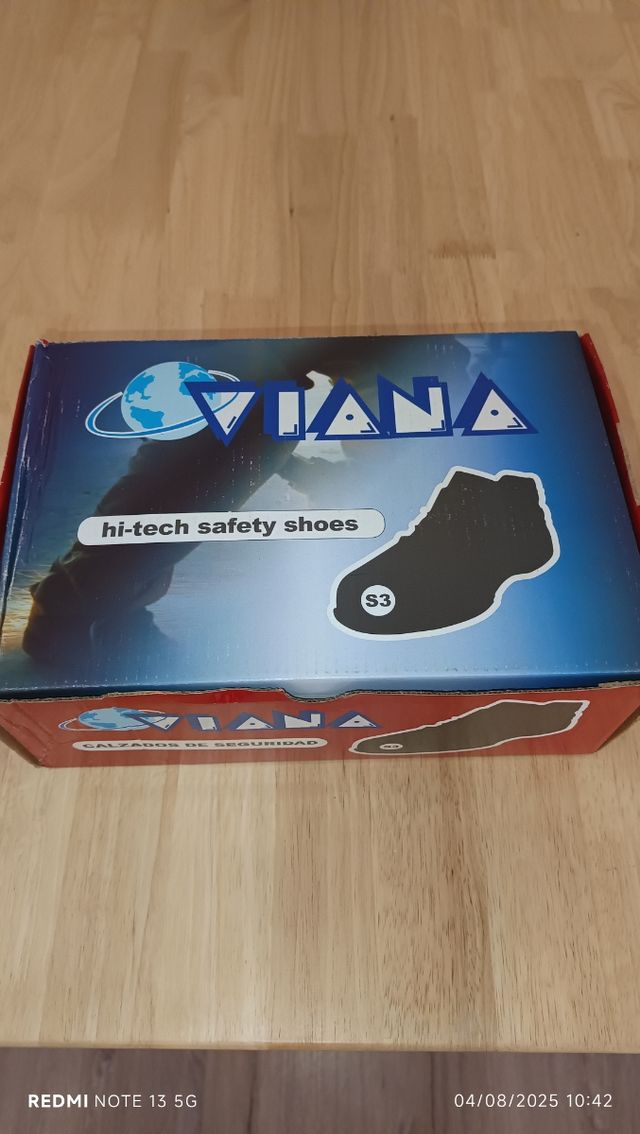 VIANA
hi-tech safety shoes
S3
VIANA
CALZADOS DE SEGURIDAD
S3
REDMI NOTE 13 5G
04/08/2025 10:42